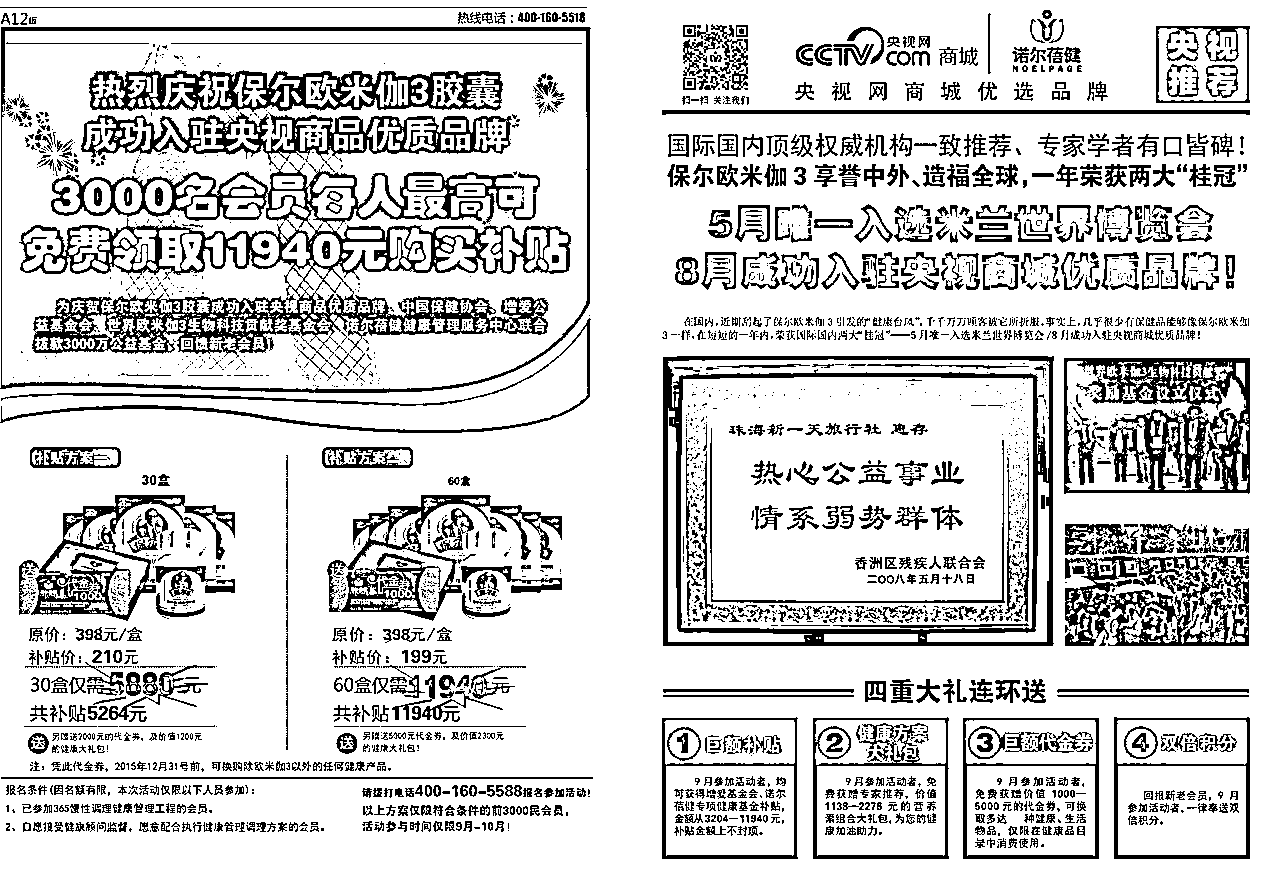 A12版
热线电话：400-160-5518
热烈庆祝保尔欧米伽3胶囊
成功入驻央视商品优质品牌
3000名会员每人最高可
免费领取11940元购买补贴
为庆贺保尔欧米伽3胶囊成功入驻央视商品优质品牌、中国保健协会、增爱公
益基金会、世界欧米伽3生物科技贡献奖基金会、诺尔蓓健健康管理服务中心联合
拨款3000万公益基金、回馈新老会员！
补贴方案一
30盒
原价：398元/盒
补贴价：210元
30盒仅需5880元
共补贴5264元
送
另赠送2000元的代金券，及价值1200元
的健康大礼包！
补贴方案二
60盒
原价：398元/盒
补贴价：199元
60盒仅需11940元
共补贴11940元
送
另赠送5000元代金券，及价值2300元
的健康大礼包！
注：凭此代金券，2015年12月31号前，可换购除欧米伽3以外的任何健康产品。
报名条件（因名额有限，本次活动仅限以下人员参加）：
1、已参加365慢性调理健康管理工程的会员。
2、自愿接受健康顾问监督，愿意配合执行健康管理调理方案的会员。
请拨打电话400-160-5588报名参加活动！
以上方案仅限符合条件的前3000民会员，
活动参与时间仅限9月-10月！
扫一扫 关注我们
CCTV.com 央视网 商城
诺尔蓓健
NOELPAGE
央视网商城优选品牌
央视
推荐
国际国内顶级权威机构一致推荐、专家学者有口皆碑！
保尔欧米伽3享誉中外、造福全球，一年荣获两大“桂冠”
5月唯一入选米兰世界博览会
8月成功入驻央视商城优质品牌！
在国内，近期刮起了保尔欧米伽3引发的“健康台风”，千千万万顾客被它所折服。事实上，几乎很少有保健品能够像保尔欧米伽
3一样，在短短的一年内，荣获国际国内两大“桂冠”——5月唯一入选米兰世界博览会/8月成功入驻央视商城优质品牌！
珠海新一天旅行社 惠存
热心公益事业
情系弱势群体
香洲区残疾人联合会
二〇〇八年五月十八日
奖励基金设立仪式
四重大礼连环送
1 巨额补贴
9月参加活动者，均
可获得增爱基金会、诺尔
蓓健专项健康基金补贴，
金额从3204—11940元，
补贴金额上不封顶。
2 健康方案
大礼包
9月参加活动者，免
费获赠专家推荐，价值
1138—2276元的营养
素组合大礼包，为您的健
康加油助力。
3 巨额代金券
9月参加活动者，
免费获赠价值1000—
5000元的代金券，可换
取多达 种健康、生活
物品，仅限在健康品目
录中消费使用。
4 双倍积分
回报新老会员，9月
参加活动者，一律奉送双
倍积分。